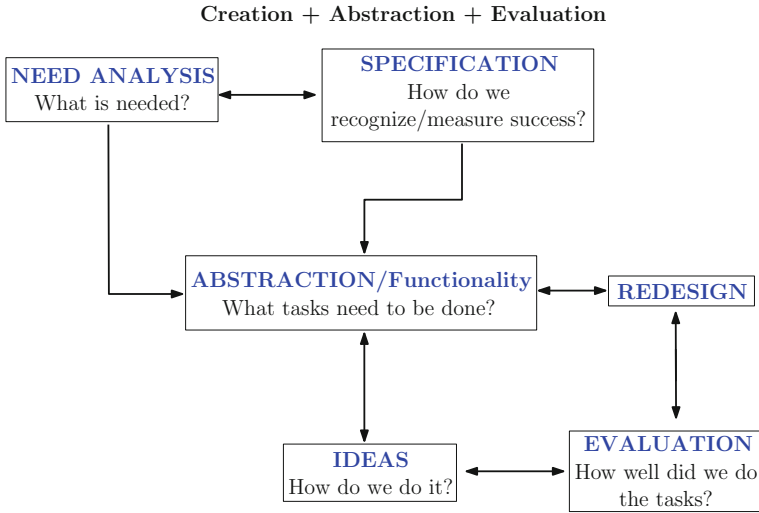 Creation + Abstraction + Evaluation
NEED ANALYSIS
What is needed?
SPECIFICATION
How do we
recognize/measure success?
ABSTRACTION/Functionality
What tasks need to be done?
REDESIGN
IDEAS
How do we do it?
EVALUATION
How well did we do
the tasks?